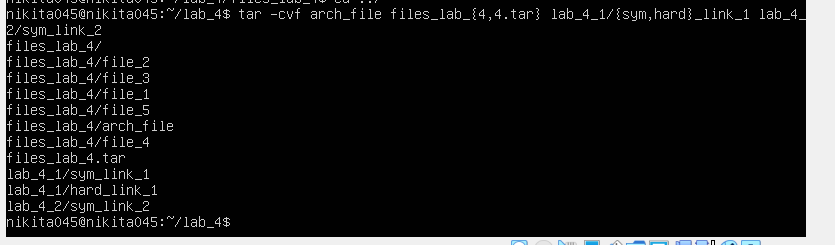 nikita045@nikita045:~/lab_4$ tar -cvf arch_file files_lab_{4,4.tar} lab_4_1/{sym,hard}_link_1 lab_4_
2/sym_link_2
files_lab_4/
files_lab_4/file_2
files_lab_4/file_3
files_lab_4/file_1
files_lab_4/file_5
files_lab_4/arch_file
files_lab_4/file_4
files_lab_4.tar
lab_4_1/sym_link_1
lab_4_1/hard_link_1
lab_4_2/sym_link_2
nikita045@nikita045:~/lab_4$